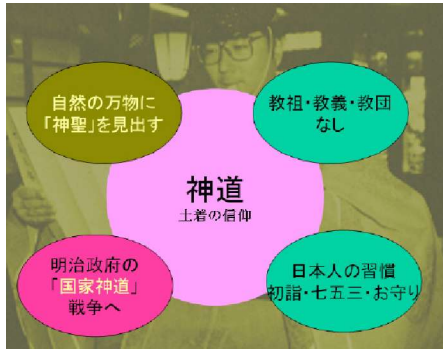 自然の万物に
「神聖」を見出す
教祖・教義・教団
なし
神道
土着の信仰
明治政府の
「国家神道」
戦争へ
日本人の習慣
初詣・七五三・お守り